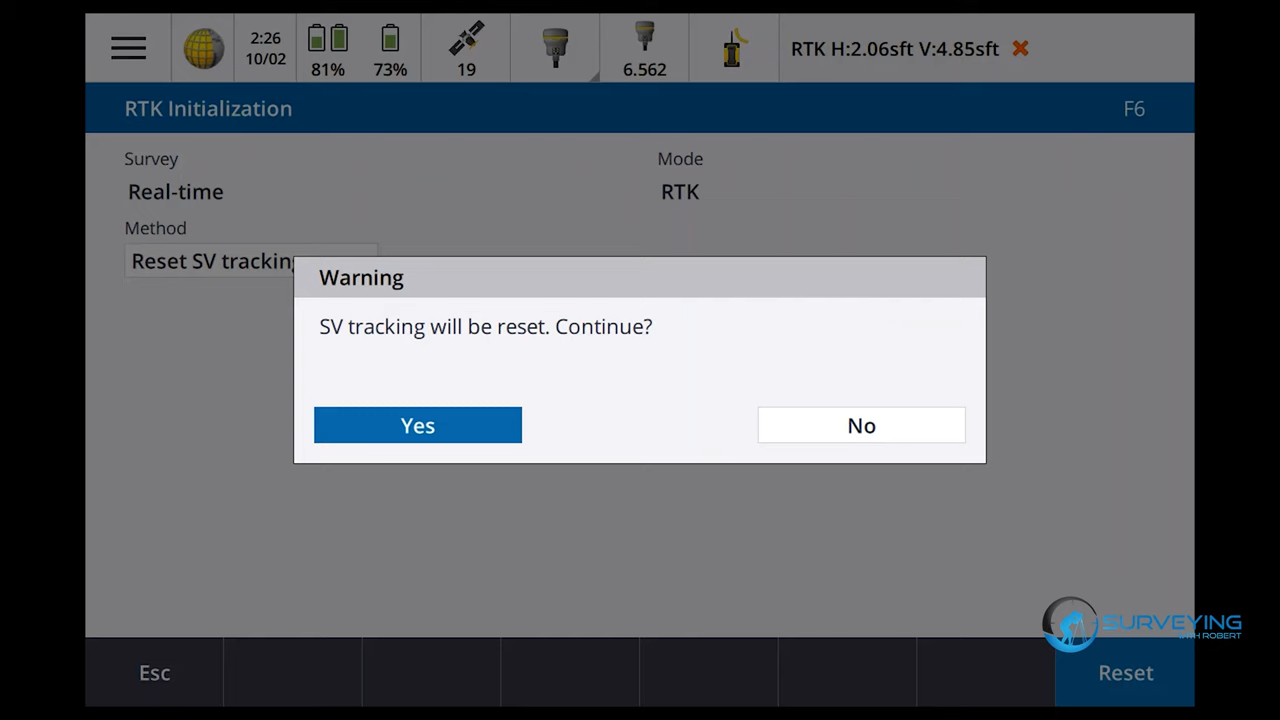 2:26
10/02
81%
73%
19
6.562
RTK H:2.06sft V:4.85sft
RTK Initialization
F6
Survey
Mode
Real-time
RTK
Method
Reset SV tracking
Warning
SV tracking will be reset. Continue?
Yes
No
SURVEYING
WITH ROBERT
Esc
Reset